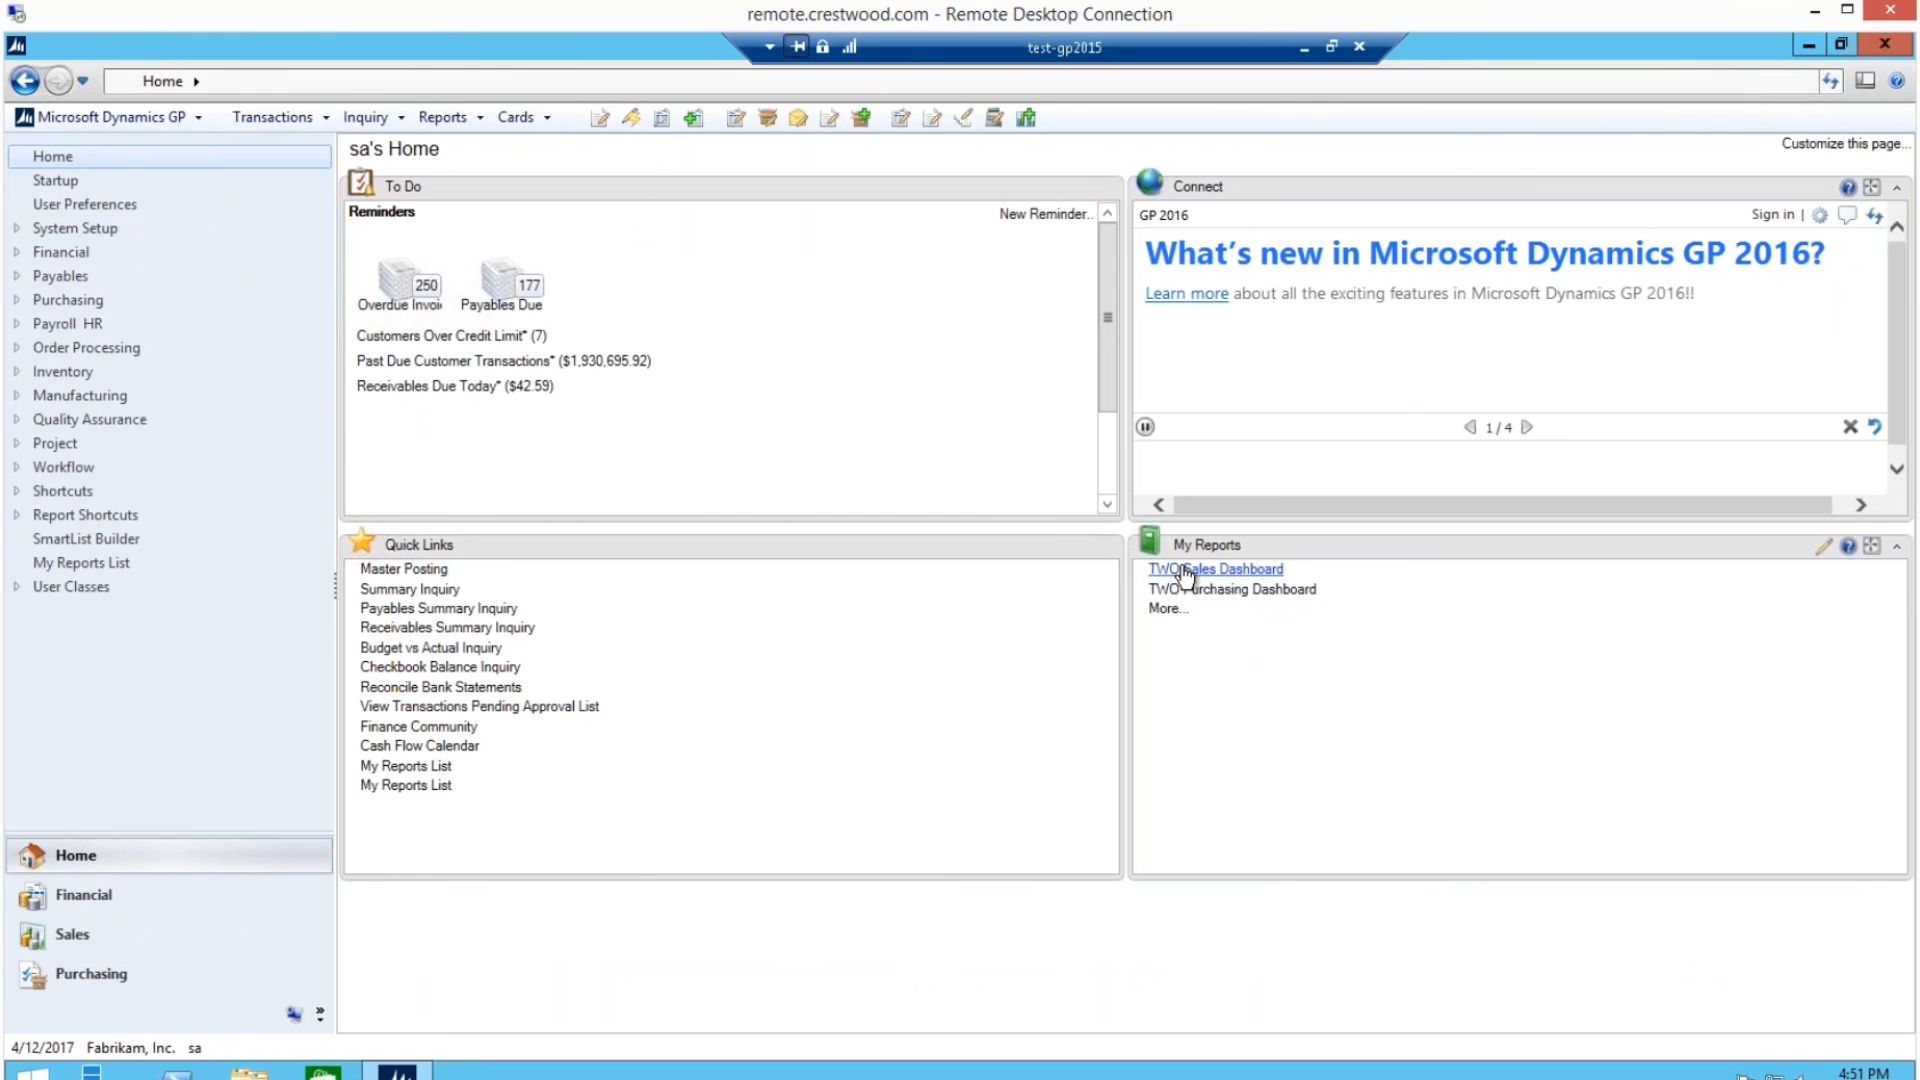 remote.crestwood.com - Remote Desktop Connection
test-gp2015
Home
Microsoft Dynamics GP Transactions Inquiry Reports Cards
Home
Startup
User Preferences
System Setup
Financial
Payables
Purchasing
Payroll HR
Order Processing
Inventory
Manufacturing
Quality Assurance
Project
Workflow
Shortcuts
Report Shortcuts
SmartList Builder
My Reports List
User Classes
Home
Financial
Sales
Purchasing
sa's Home
Customize this page...
To Do
Reminders
New Reminder..
250
177
Overdue Invoi
Payables Due
Customers Over Credit Limit* (7)
Past Due Customer Transactions* ($1,930,695.92)
Receivables Due Today* ($42.59)
Connect
GP 2016
Sign in |
What's new in Microsoft Dynamics GP 2016?
Learn more about all the exciting features in Microsoft Dynamics GP 2016!!
1 / 4
Quick Links
Master Posting
Summary Inquiry
Payables Summary Inquiry
Receivables Summary Inquiry
Budget vs Actual Inquiry
Checkbook Balance Inquiry
Reconcile Bank Statements
View Transactions Pending Approval List
Finance Community
Cash Flow Calendar
My Reports List
My Reports List
My Reports
TWO Sales Dashboard
TWO Purchasing Dashboard
More...
4/12/2017 Fabrikam, Inc. sa
4:51 PM